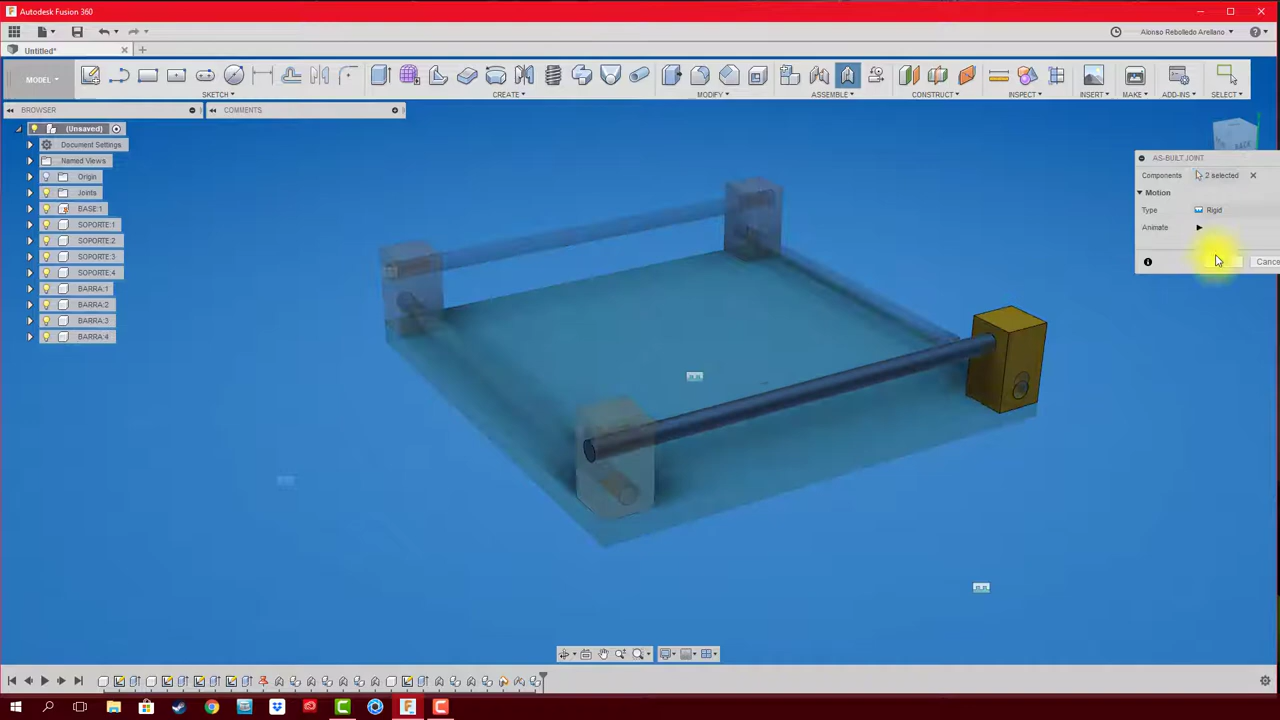 Autodesk Fusion 360
Alonso Rebolledo Arellano
Untitled*
MODEL
SKETCH
CREATE
MODIFY
ASSEMBLE
CONSTRUCT
INSPECT
INSERT
MAKE
ADD-INS
SELECT
BROWSER
COMMENTS
(Unsaved)
Document Settings
Named Views
Origin
Joints
BASE:1
SOPORTE:1
SOPORTE:2
SOPORTE:3
SOPORTE:4
BARRA:1
BARRA:2
BARRA:3
BARRA:4
BACK
AS-BUILT JOINT
Components 2 selected
Motion
Type Rigid
Animate
Cance